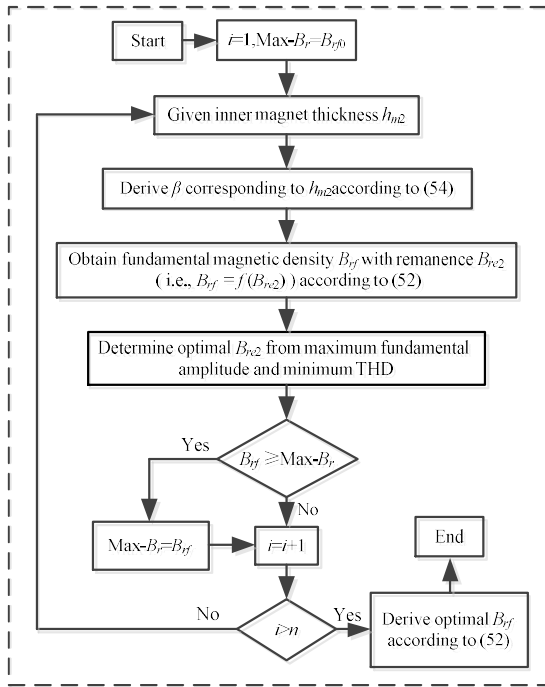 Start
i=1,Max-Br=Brf0
Given inner magnet thickness hm2
Derive β corresponding to hm2according to (54)
Obtain fundamental magnetic density Brf with remanence Brc2
( i.e., Brf = f (Brc2) ) according to (52)
Determine optimal Brc2 from maximum fundamental
amplitude and minimum THD
Yes
Brf ≥Max-Br
No
Max-Br=Brf
i=i+1
End
No
i>n
Yes
Derive optimal Brf
according to (52)